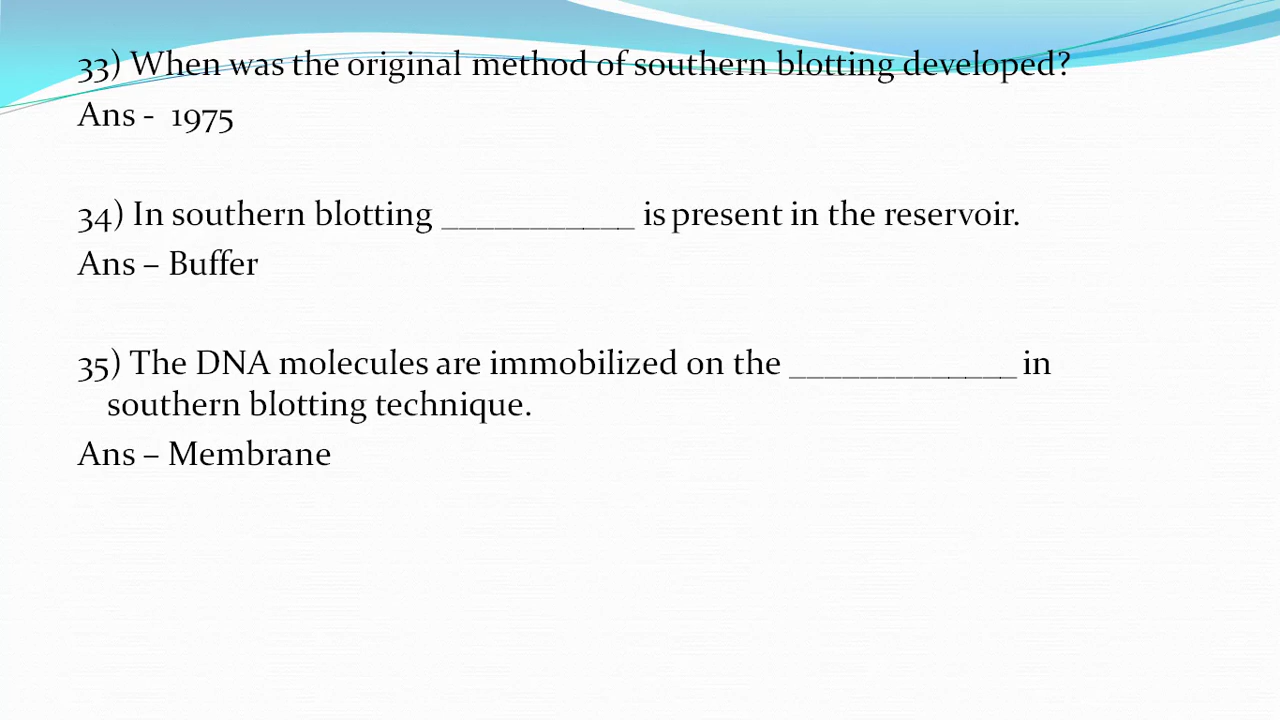 33) When was the original method of southern blotting developed?
Ans -  1975
34) In southern blotting ___________ is present in the reservoir.
Ans – Buffer
35) The DNA molecules are immobilized on the _____________ in
southern blotting technique.
Ans – Membrane